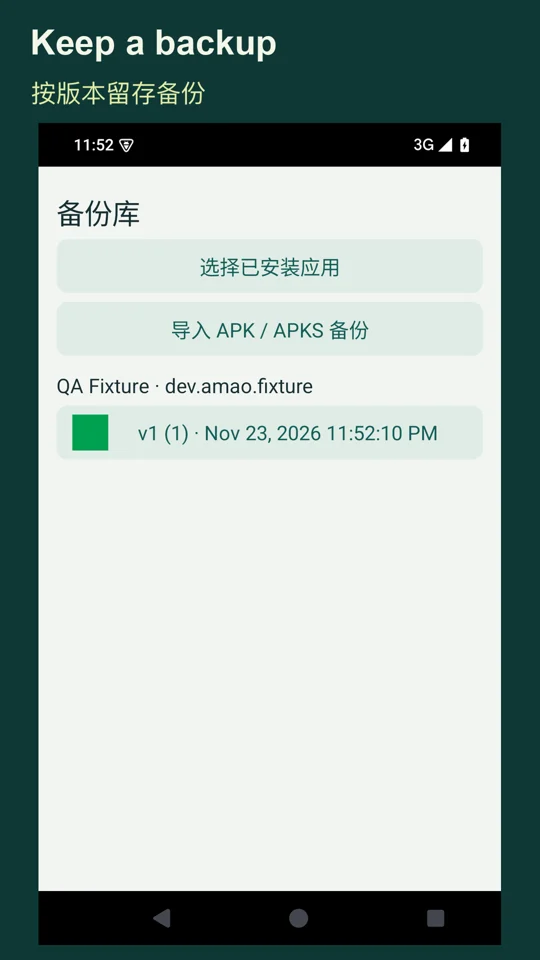 Keep a backup
按版本留存备份
11:52
3G
备份库
选择已安装应用
导入 APK / APKS 备份
QA Fixture · dev.amao.fixture
v1 (1) · Nov 23, 2026 11:52:10 PM